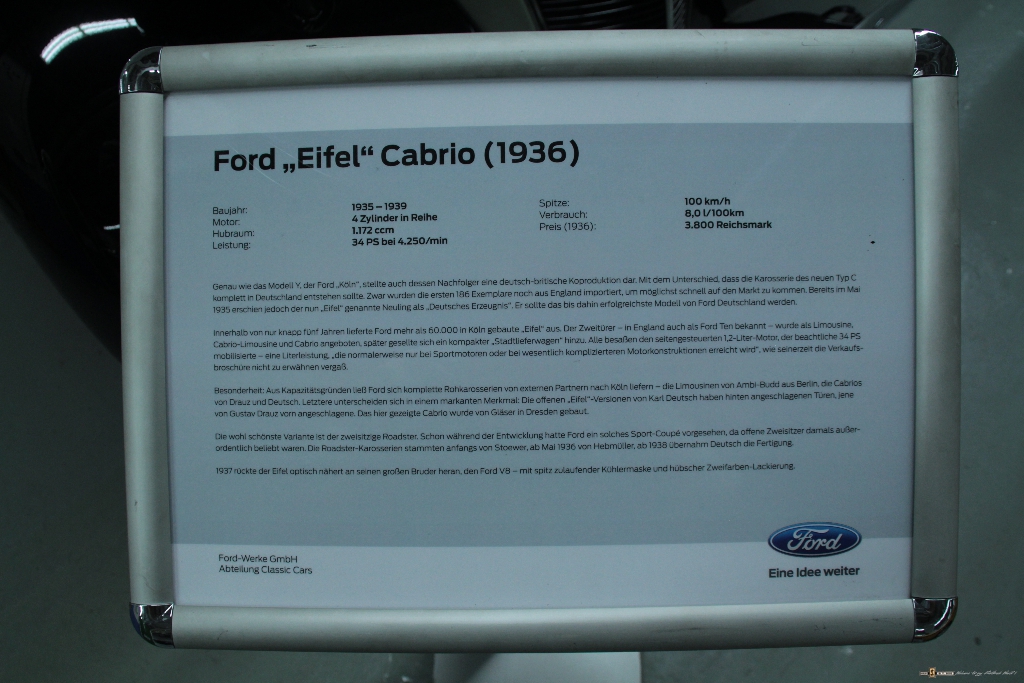 Ford „Eifel“ Cabrio (1936)
Baujahr: 1935 – 1939 Spitze: 100 km/h
Motor: 4 Zylinder in Reihe Verbrauch: 8,0 l/100km
Hubraum: 1.172 ccm Preis (1936): 3.800 Reichsmark
Leistung: 34 PS bei 4.250/min
Genau wie das Modell Y, der Ford „Köln“, stellte auch dessen Nachfolger eine deutsch-britische Koproduktion dar. Mit dem Unterschied, dass die Karosserie des neuen Typ C
komplett in Deutschland entstehen sollte. Zwar wurden die ersten 186 Exemplare noch aus England importiert, um möglichst schnell auf den Markt zu kommen. Bereits im Mai
1935 erschien jedoch der nun „Eifel“ genannte Neuling als „Deutsches Erzeugnis“. Er sollte das bis dahin erfolgreichste Modell von Ford Deutschland werden.
Innerhalb von nur knapp fünf Jahren lieferte Ford mehr als 60.000 in Köln gebaute „Eifel“ aus. Der Zweitürer – in England auch als Ford Ten bekannt – wurde als Limousine,
Cabrio-Limousine und Cabrio angeboten, später gesellte sich ein kompakter „Stadtlieferwagen“ hinzu. Alle besaßen den seitengesteuerten 1,2-Liter-Motor, der beachtliche 34 PS
mobilisierte – eine Literleistung, „die normalerweise nur bei Sportmotoren oder bei wesentlich komplizierteren Motorkonstruktionen erreicht wird“, wie seinerzeit die Verkaufs-
broschüre nicht zu erwähnen vergaß.
Besonderheit: Aus Kapazitätsgründen ließ Ford sich komplette Rohkarosserien von externen Partnern nach Köln liefern – die Limousinen von Ambi-Budd aus Berlin, die Cabrios
von Drauz und Deutsch. Letztere unterscheiden sich in einem markanten Merkmal: Die offenen „Eifel“-Versionen von Karl Deutsch haben hinten angeschlagenen Türen, jene
von Gustav Drauz vorn angeschlagene. Das hier gezeigte Cabrio wurde von Gläser in Dresden gebaut.
Die wohl schönste Variante ist der zweisitzige Roadster. Schon während der Entwicklung hatte Ford ein solches Sport-Coupé vorgesehen, da offene Zweisitzer damals außer-
ordentlich beliebt waren. Die Roadster-Karosserien stammten anfangs von Stoewer, ab Mai 1936 von Hebmüller, ab 1938 übernahm Deutsch die Fertigung.
1937 rückte der Eifel optisch nähert an seinen großen Bruder heran, den Ford V8 – mit spitz zulaufender Kühlermaske und hübscher Zweifarben-Lackierung.
Ford-Werke GmbH
Abteilung Classic Cars
Ford
Eine Idee weiter